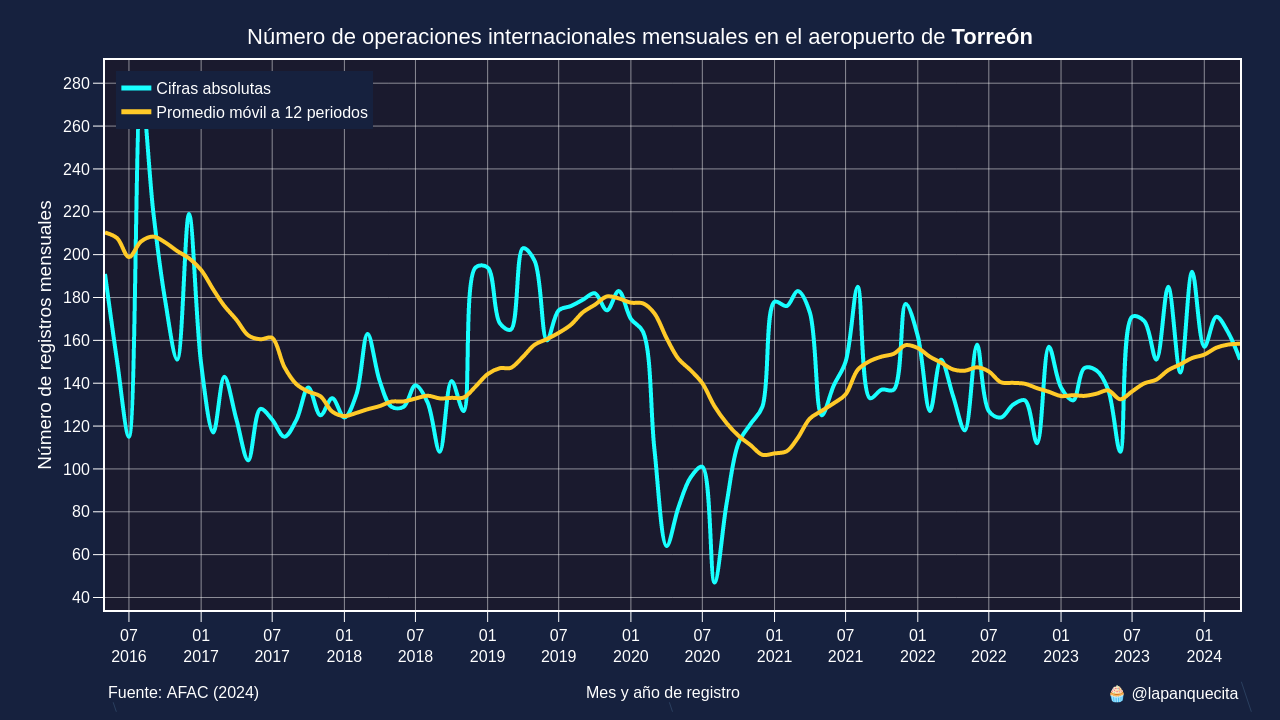 Número de operaciones internacionales mensuales en el aeropuerto de Torreón
Cifras absolutas
Promedio móvil a 12 periodos
Número de registros mensuales
280
260
240
220
200
180
160
140
120
100
80
60
40
07 01 07 01 07 01 07 01 07 01 07 01 07 01 07 01
2016 2017 2017 2018 2018 2019 2019 2020 2020 2021 2021 2022 2022 2023 2023 2024
Fuente: AFAC (2024)
Mes y año de registro
🧁 @lapanquecita